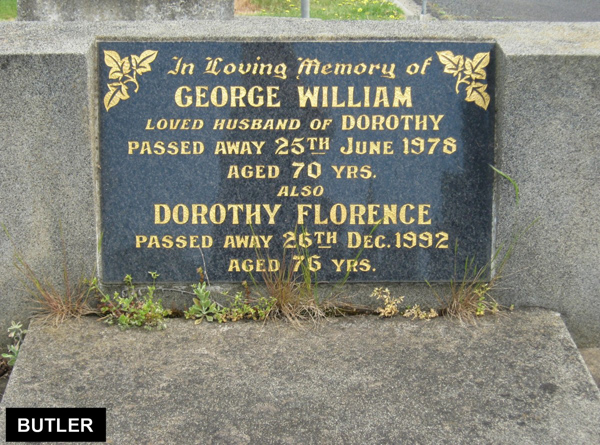 In Loving Memory of
GEORGE WILLIAM
LOVED HUSBAND OF DOROTHY
PASSED AWAY 25TH JUNE 1978
AGED 70 YRS.
ALSO
DOROTHY FLORENCE
PASSED AWAY 26TH DEC. 1992
AGED 76 YRS.
BUTLER